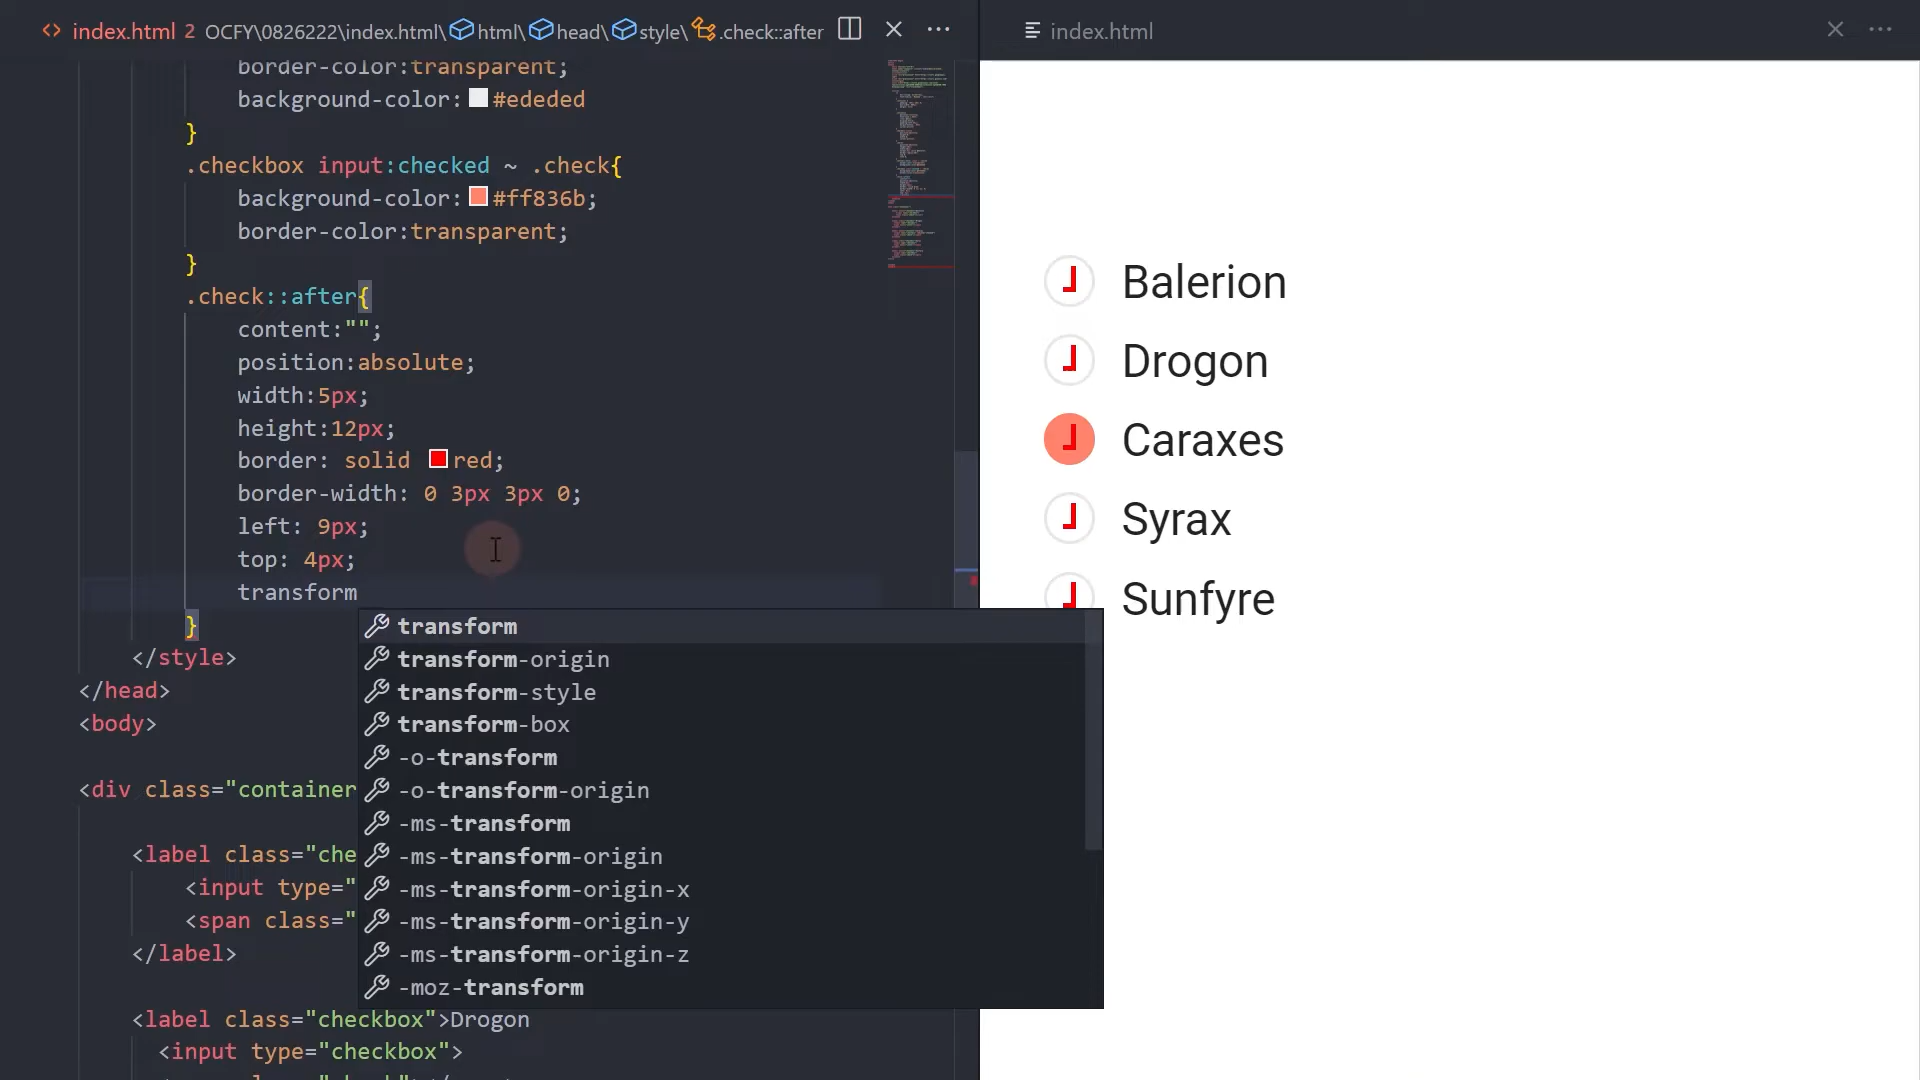 <> index.html 2 OCFY\0826222\index.html\ html\ head\ style\ .check::after
index.html
border-color:transparent;
background-color: #ededed
}
.checkbox input:checked ~ .check{
background-color: #ff836b;
border-color:transparent;
}
.check::after{
content:"";
position:absolute;
width:5px;
height:12px;
border: solid red;
border-width: 0 3px 3px 0;
left: 9px;
top: 4px;
transform
}
</style>
</head>
<body>
<div class="container
<label class="che
<input type="
<span class="
</label>
<label class="checkbox">Drogon
<input type="checkbox">
transform
transform-origin
transform-style
transform-box
-o-transform
-o-transform-origin
-ms-transform
-ms-transform-origin
-ms-transform-origin-x
-ms-transform-origin-y
-ms-transform-origin-z
-moz-transform
Balerion
Drogon
Caraxes
Syrax
Sunfyre